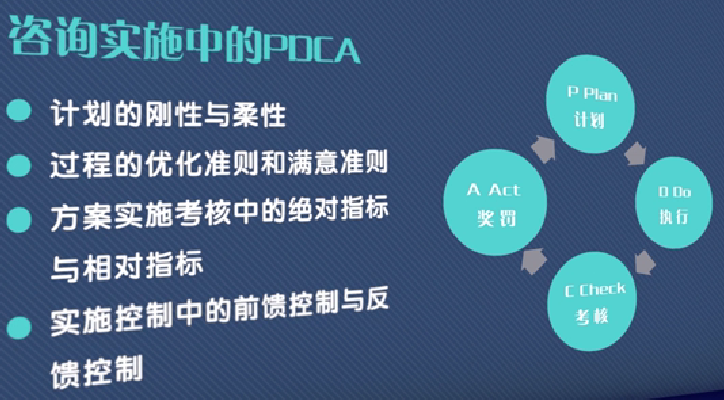 咨询实施中的PDCA
计划的刚性与柔性
过程的优化准则和满意准则
方案实施考核中的绝对指标
与相对指标
实施控制中的前馈控制与反
馈控制
P Plan
计划
D Do
执行
C Check
考核
A Act
奖罚